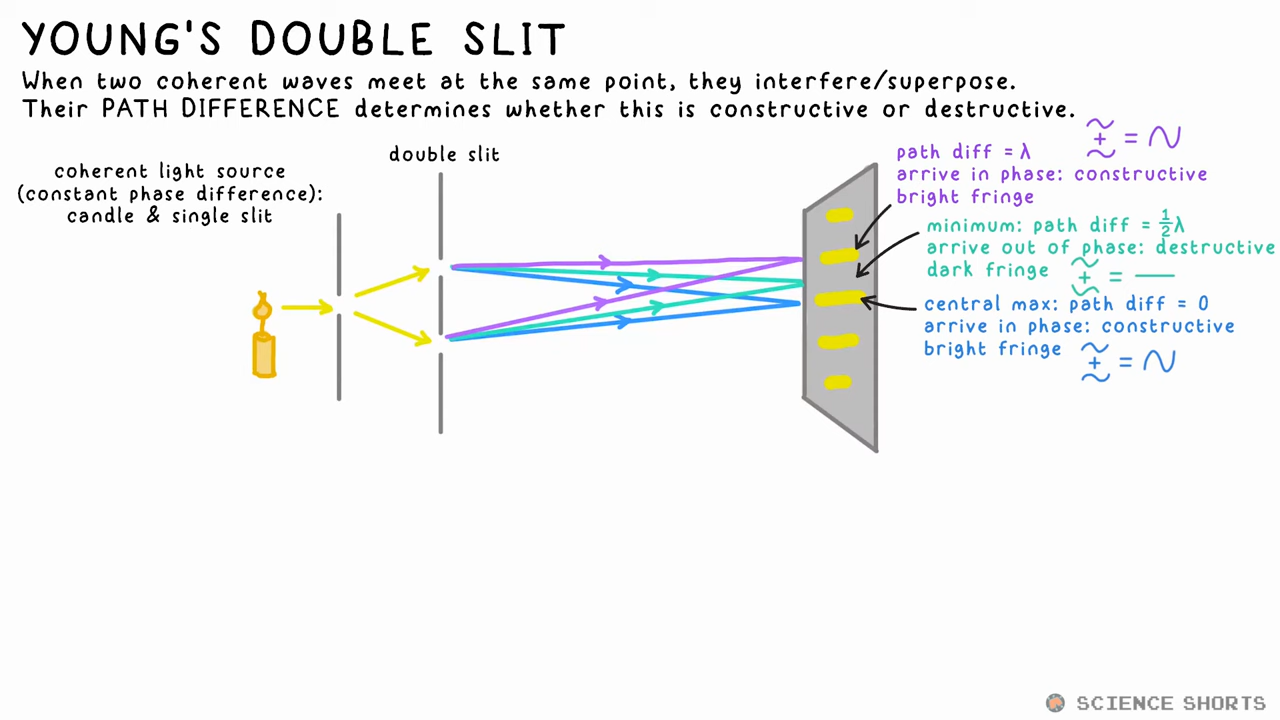 YOUNG'S DOUBLE SLIT
When two coherent waves meet at the same point, they interfere/superpose.
Their PATH DIFFERENCE determines whether this is constructive or destructive.
coherent light source
(constant phase difference):
candle & single slit
double slit
path diff = λ
arrive in phase: constructive
bright fringe
~ + ~ = ∿
minimum: path diff = 1/2 λ
arrive out of phase: destructive
dark fringe
~ + ~ = —
central max: path diff = 0
arrive in phase: constructive
bright fringe
~ + ~ = ∿
SCIENCE SHORTS